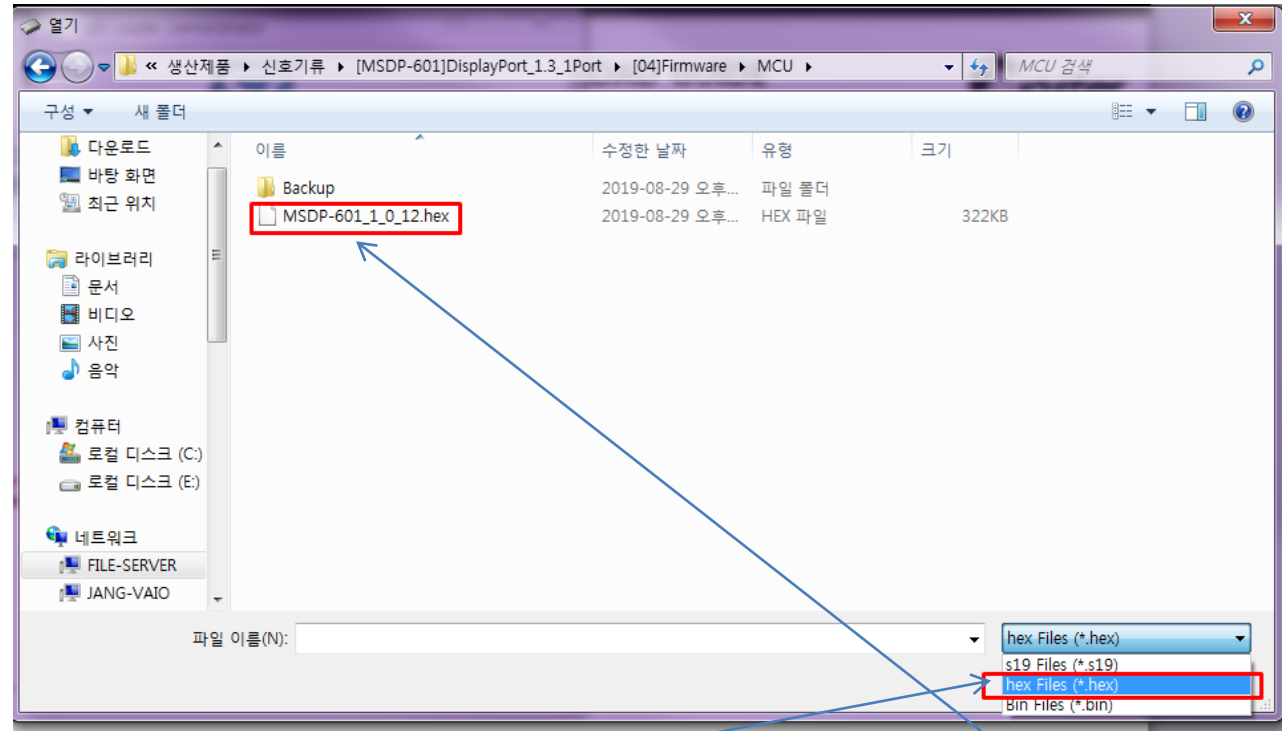 열기
« 생산제품 ▸ 신호기류 ▸ [MSDP-601]DisplayPort_1.3_1Port ▸ [04]Firmware ▸ MCU ▸
MCU 검색
구성 새 폴더
이름 수정한 날짜 유형 크기
Backup 2019-08-29 오후... 파일 폴더
MSDP-601_1_0_12.hex 2019-08-29 오후... HEX 파일 322KB
다운로드
바탕 화면
최근 위치
라이브러리
문서
비디오
사진
음악
컴퓨터
로컬 디스크 (C:)
로컬 디스크 (E:)
네트워크
FILE-SERVER
JANG-VAIO
파일 이름(N):
hex Files (*.hex)
s19 Files (*.s19)
hex Files (*.hex)
Bin Files (*.bin)